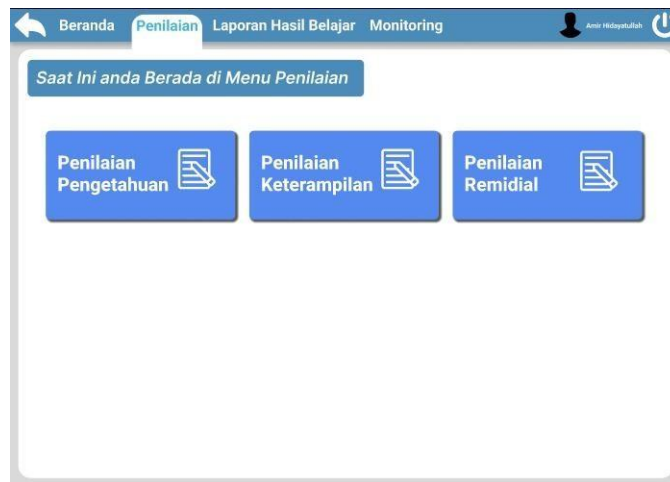 Beranda Penilaian Laporan Hasil Belajar Monitoring Amir Hidayatullah
Saat Ini anda Berada di Menu Penilaian
Penilaian
Pengetahuan
Penilaian
Keterampilan
Penilaian
Remidial